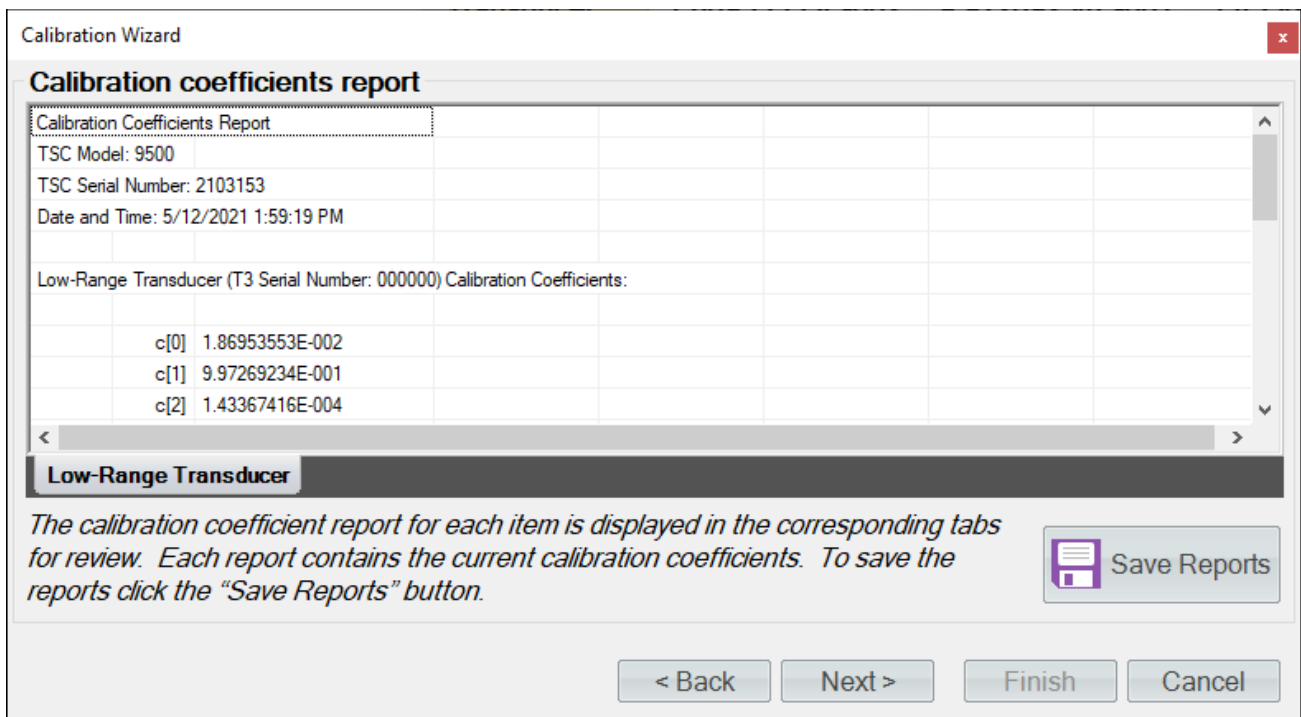 Calibration Wizard
x
Calibration coefficients report
Calibration Coefficients Report
TSC Model: 9500
TSC Serial Number: 2103153
Date and Time: 5/12/2021 1:59:19 PM
Low-Range Transducer (T3 Serial Number: 000000) Calibration Coefficients:
c[0] 1.86953553E-002
c[1] 9.97269234E-001
c[2] 1.43367416E-004
Low-Range Transducer
The calibration coefficient report for each item is displayed in the corresponding tabs
for review. Each report contains the current calibration coefficients. To save the
reports click the “Save Reports” button.
Save Reports
< Back
Next >
Finish
Cancel